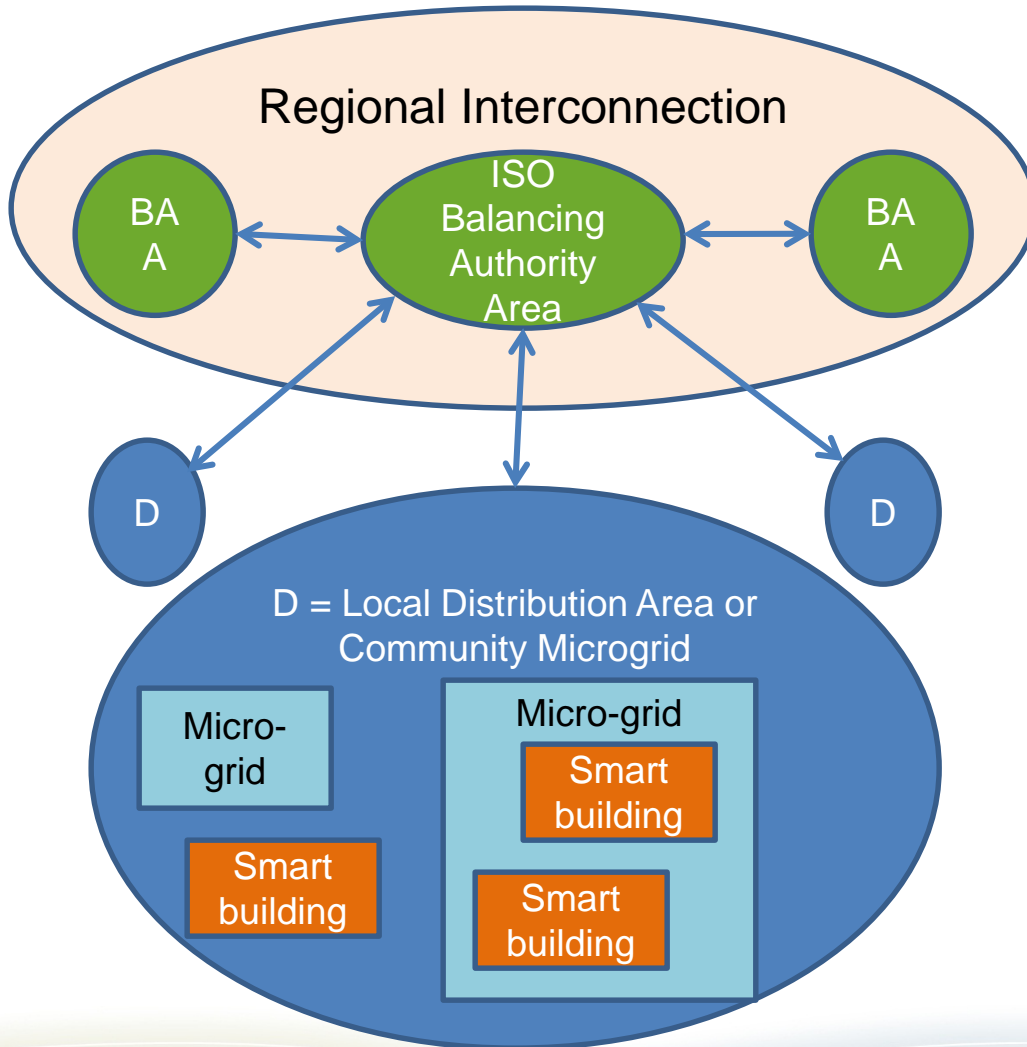 Regional Interconnection
BA
A
ISO
Balancing
Authority
Area
BA
A
D
D
D = Local Distribution Area or
Community Microgrid
Micro-
grid
Micro-grid
Smart
building
Smart
building
Smart
building